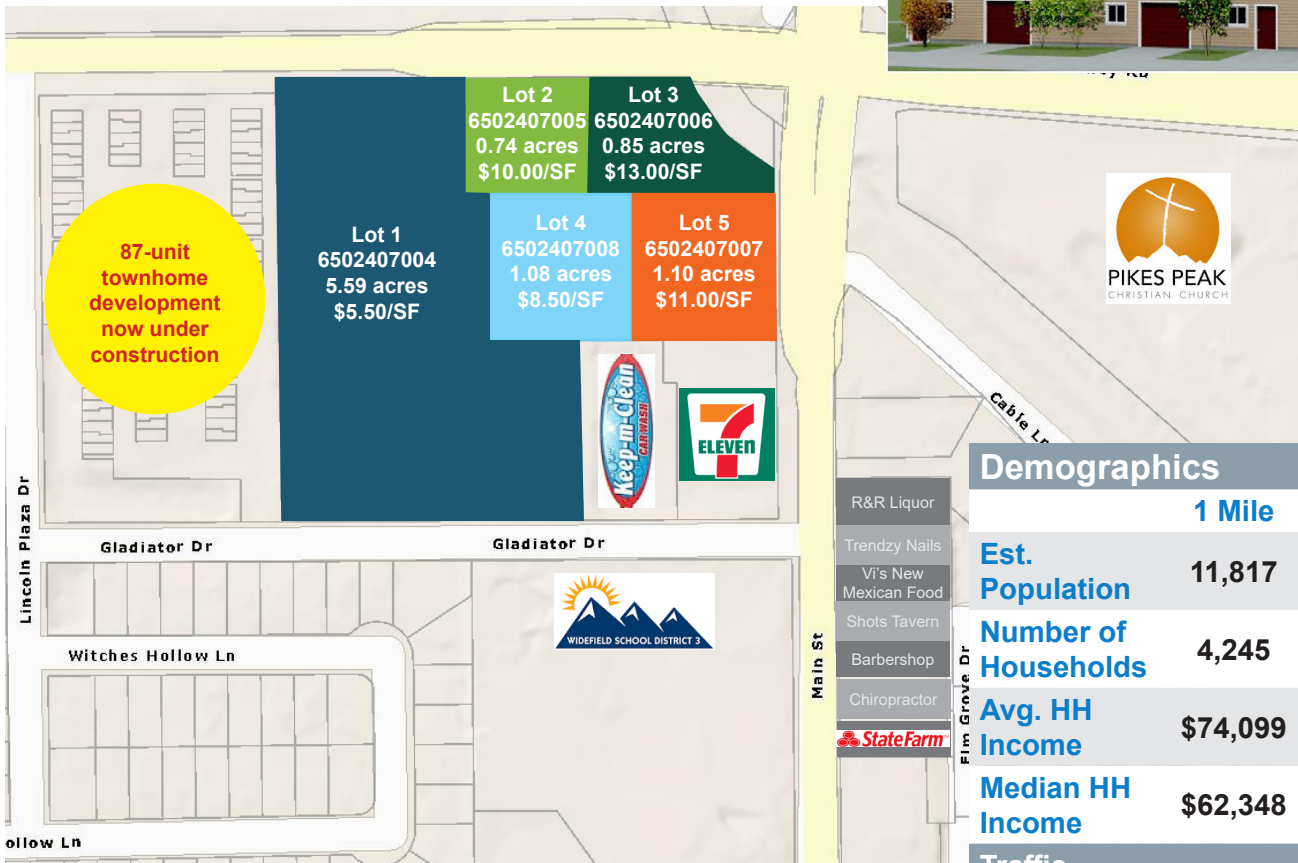 Lot 2
6502407005
0.74 acres
$10.00/SF
Lot 3
6502407006
0.85 acres
$13.00/SF
Lot 1
6502407004
5.59 acres
$5.50/SF
Lot 4
6502407008
1.08 acres
$8.50/SF
Lot 5
6502407007
1.10 acres
$11.00/SF
87-unit
townhome
development
now under
construction
PIKES PEAK
CHRISTIAN CHURCH
Keep-m-Clean
CAR WASH
7
ELEVEN
Cable Ln
Lincoln Plaza Dr
Gladiator Dr
Gladiator Dr
WIDEFIELD SCHOOL DISTRICT 3
Witches Hollow Ln
ollow Ln
Main St
R&R Liquor
Trendzy Nails
Vi's New
Mexican Food
Shots Tavern
Barbershop
Chiropractor
StateFarm™
Elm Grove Dr
Demographics
1 Mile
Est.
Population
11,817
Number of
Households
4,245
Avg. HH
Income
$74,099
Median HH
Income
$62,348
Traffic